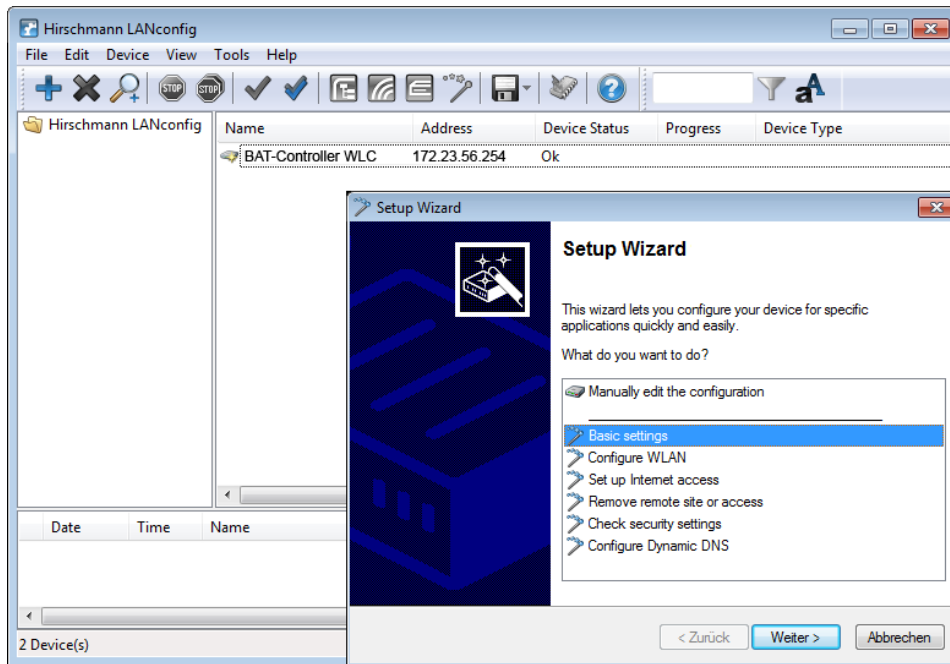 Hirschmann LANconfig
File Edit Device View Tools Help
STOP STOP aA
Hirschmann LANconfig
Name Address Device Status Progress Device Type
BAT-Controller WLC 172.23.56.254 Ok
Setup Wizard
Setup Wizard
This wizard lets you configure your device for specific
applications quickly and easily.
What do you want to do?
Manually edit the configuration
Basic settings
Configure WLAN
Set up Internet access
Remove remote site or access
Check security settings
Configure Dynamic DNS
Date Time Name
< Zurück Weiter > Abbrechen
2 Device(s)